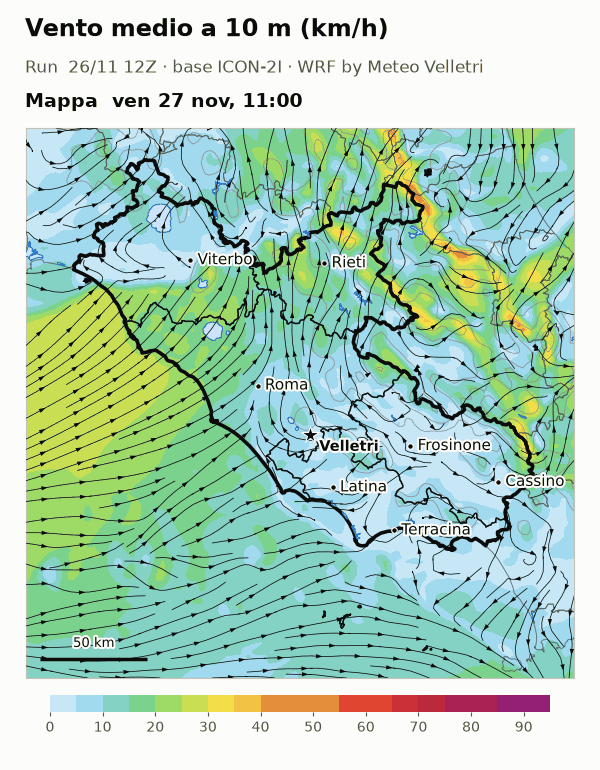 Vento medio a 10 m (km/h)
Run 26/11 12Z · base ICON-2I · WRF by Meteo Velletri
Mappa ven 27 nov, 11:00
Viterbo
Rieti
Roma
Velletri
Frosinone
Cassino
Latina
Terracina
50 km
0 10 20 30 40 50 60 70 80 90